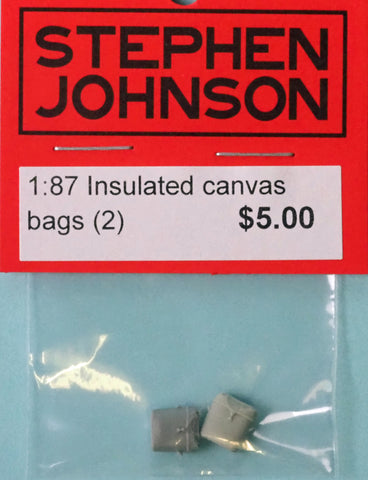 STEPHEN
JOHNSON
1:87 Insulated canvas
bags (2) $5.00